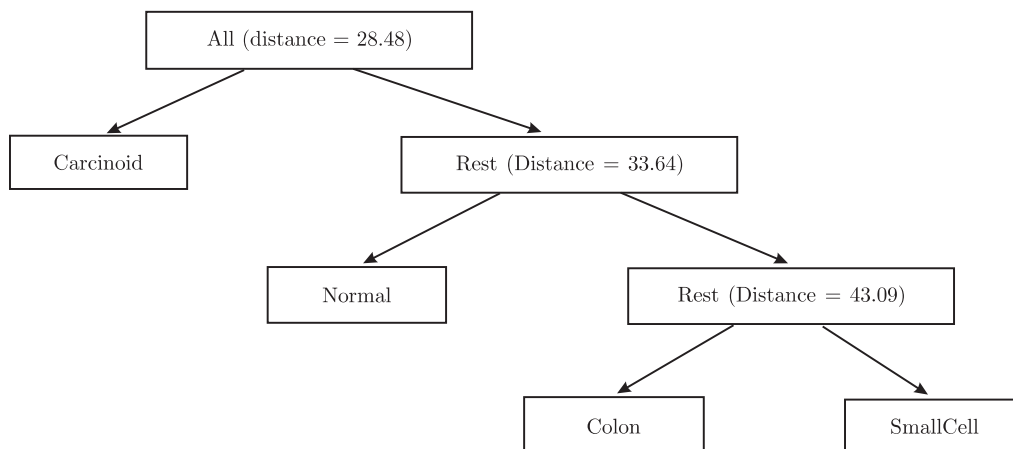 All (distance = 28.48)
Carcinoid
Rest (Distance = 33.64)
Normal
Rest (Distance = 43.09)
Colon
SmallCell